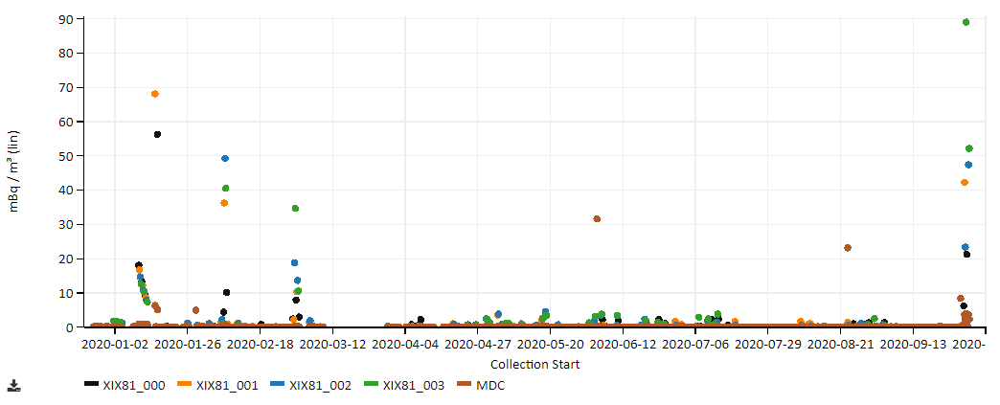 90
80
70
60
50
40
30
20
10
0
mBq / m³ (lin)
2020-01-02 2020-01-26 2020-02-18 2020-03-12 2020-04-04 2020-04-27 2020-05-20 2020-06-12 2020-07-06 2020-07-29 2020-08-21 2020-09-13 2020-
Collection Start
XIX81_000 XIX81_001 XIX81_002 XIX81_003 MDC